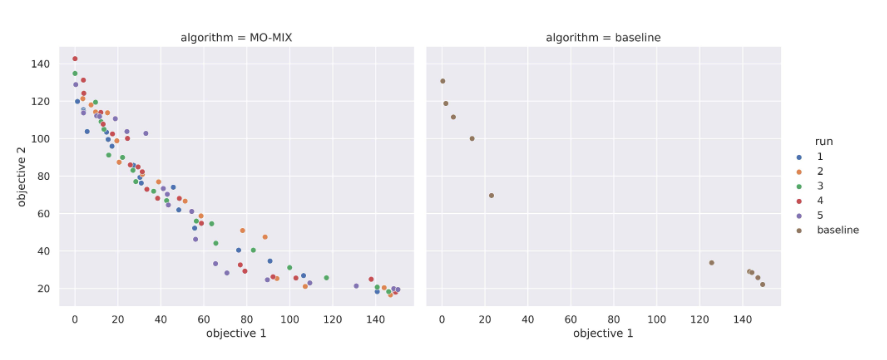 algorithm = MO-MIX
algorithm = baseline
140
120
100
80
60
40
20
objective 2
0 20 40 60 80 100 120 140
objective 1
0 20 40 60 80 100 120 140
objective 1
run
1
2
3
4
5
baseline